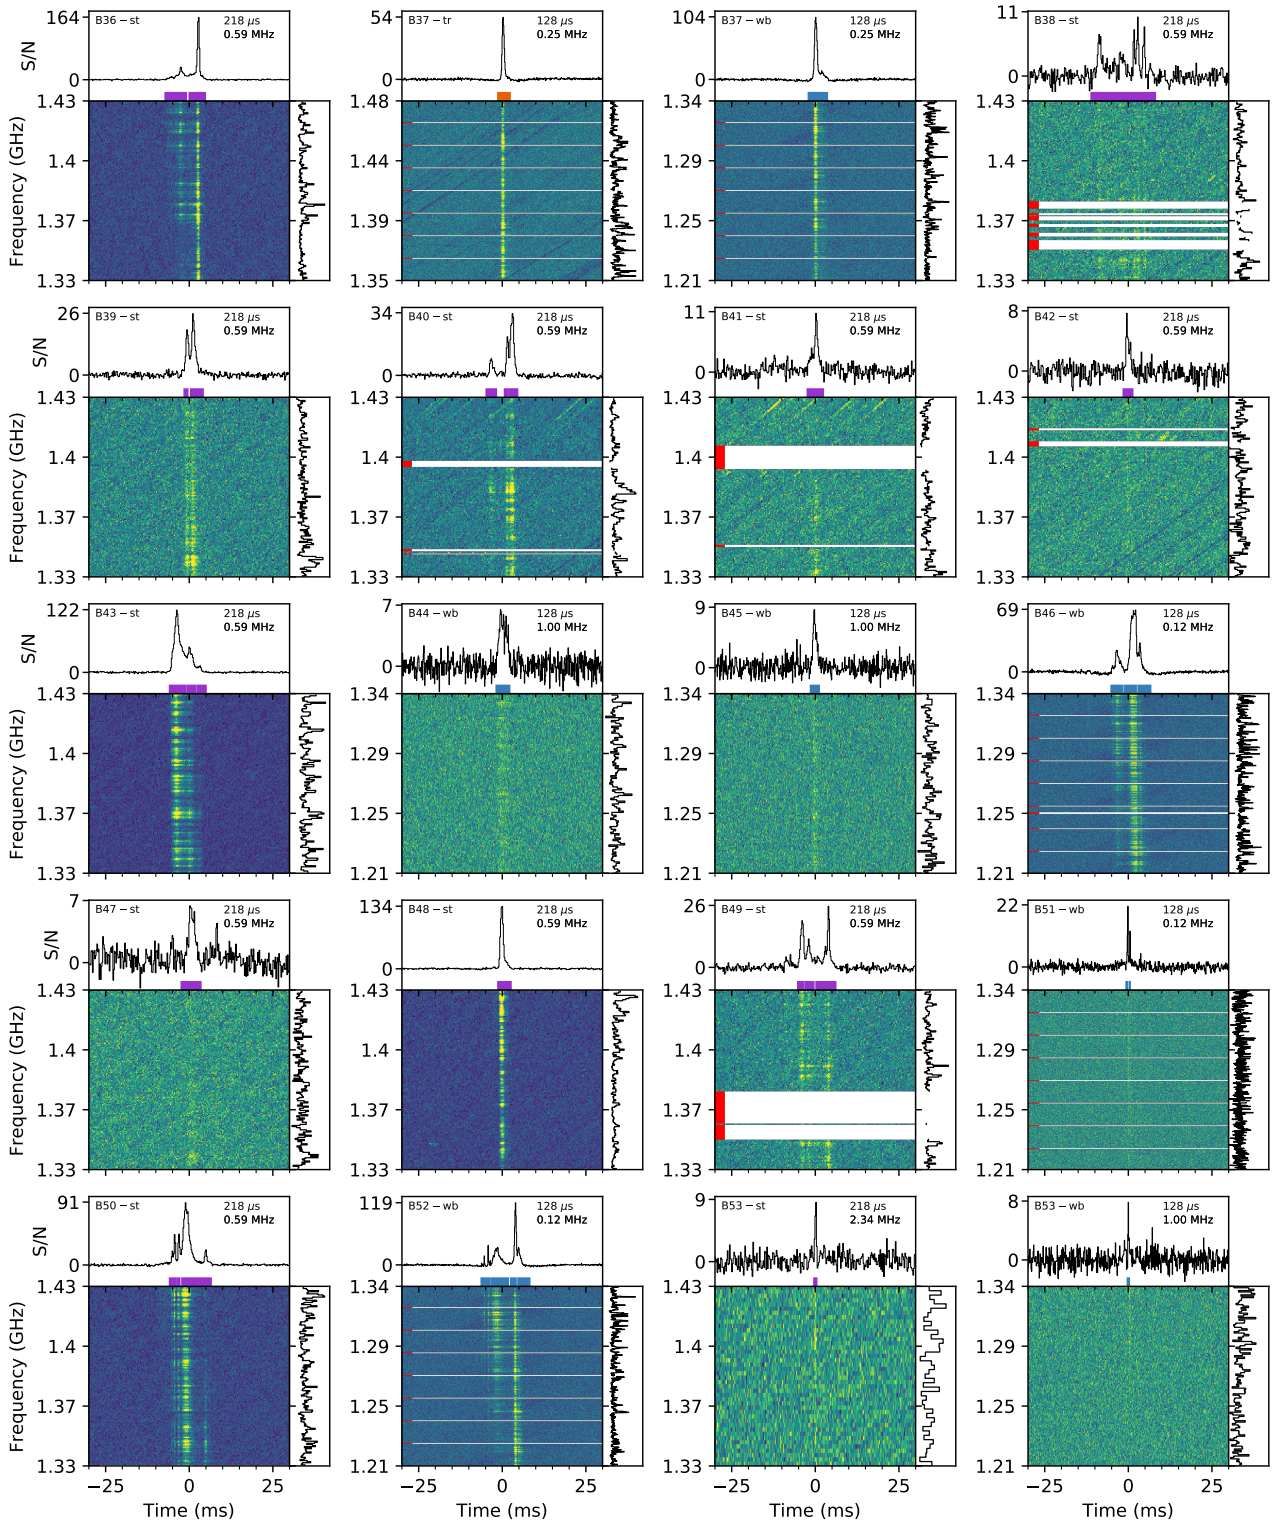 S/N
164
0
B36-st
218 μs
0.59 MHz
54
0
B37-tr
128 μs
0.25 MHz
104
0
B37-wb
128 μs
0.25 MHz
11
0
B38-st
218 μs
0.59 MHz
Frequency (GHz)
1.43
1.4
1.37
1.33
1.48
1.44
1.39
1.35
1.34
1.29
1.25
1.21
1.43
1.4
1.37
1.33
S/N
26
0
B39-st
218 μs
0.59 MHz
34
0
B40-st
218 μs
0.59 MHz
11
0
B41-st
218 μs
0.59 MHz
8
0
B42-st
218 μs
0.59 MHz
Frequency (GHz)
1.43
1.4
1.37
1.33
1.43
1.4
1.37
1.33
1.43
1.4
1.37
1.33
1.43
1.4
1.37
1.33
S/N
122
0
B43-st
218 μs
0.59 MHz
7
0
B44-wb
128 μs
1.00 MHz
9
0
B45-wb
128 μs
1.00 MHz
69
0
B46-wb
128 μs
0.12 MHz
Frequency (GHz)
1.43
1.4
1.37
1.33
1.34
1.29
1.25
1.21
1.34
1.29
1.25
1.21
1.34
1.29
1.25
1.21
S/N
7
0
B47-st
218 μs
0.59 MHz
134
0
B48-st
218 μs
0.59 MHz
26
0
B49-st
218 μs
0.59 MHz
22
0
B51-wb
128 μs
0.12 MHz
Frequency (GHz)
1.43
1.4
1.37
1.33
1.43
1.4
1.37
1.33
1.43
1.4
1.37
1.33
1.34
1.29
1.25
1.21
S/N
91
0
B50-st
218 μs
0.59 MHz
119
0
B52-wb
128 μs
0.12 MHz
9
0
B53-st
218 μs
2.34 MHz
8
0
B53-wb
128 μs
1.00 MHz
Frequency (GHz)
1.43
1.4
1.37
1.33
1.34
1.29
1.25
1.21
1.43
1.4
1.37
1.33
1.34
1.29
1.25
1.21
−25 0 25
−25 0 25
−25 0 25
−25 0 25
Time (ms)
Time (ms)
Time (ms)
Time (ms)